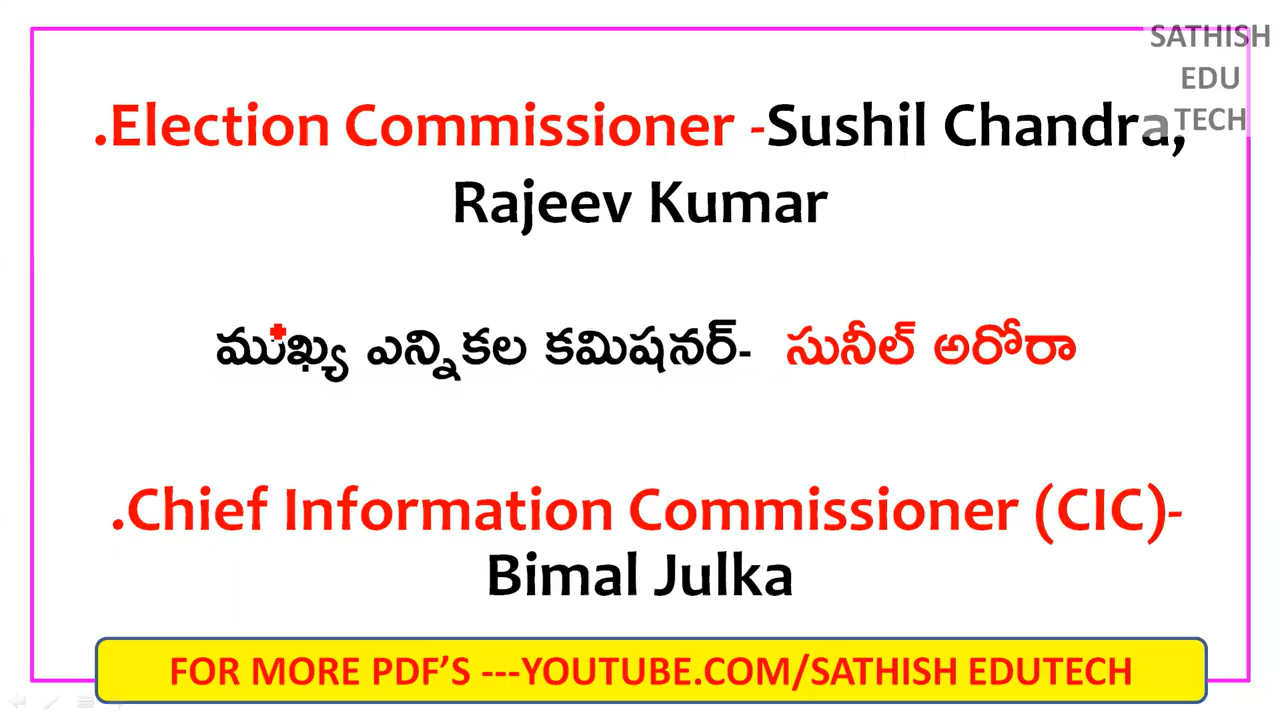 SATHISH
EDU
TECH
.Election Commissioner -Sushil Chandra,
Rajeev Kumar
ముఖ్య ఎన్నికల కమిషనర్- సునీల్ అరోరా
.Chief Information Commissioner (CIC)-
Bimal Julka
FOR MORE PDF’S ---YOUTUBE.COM/SATHISH EDUTECH